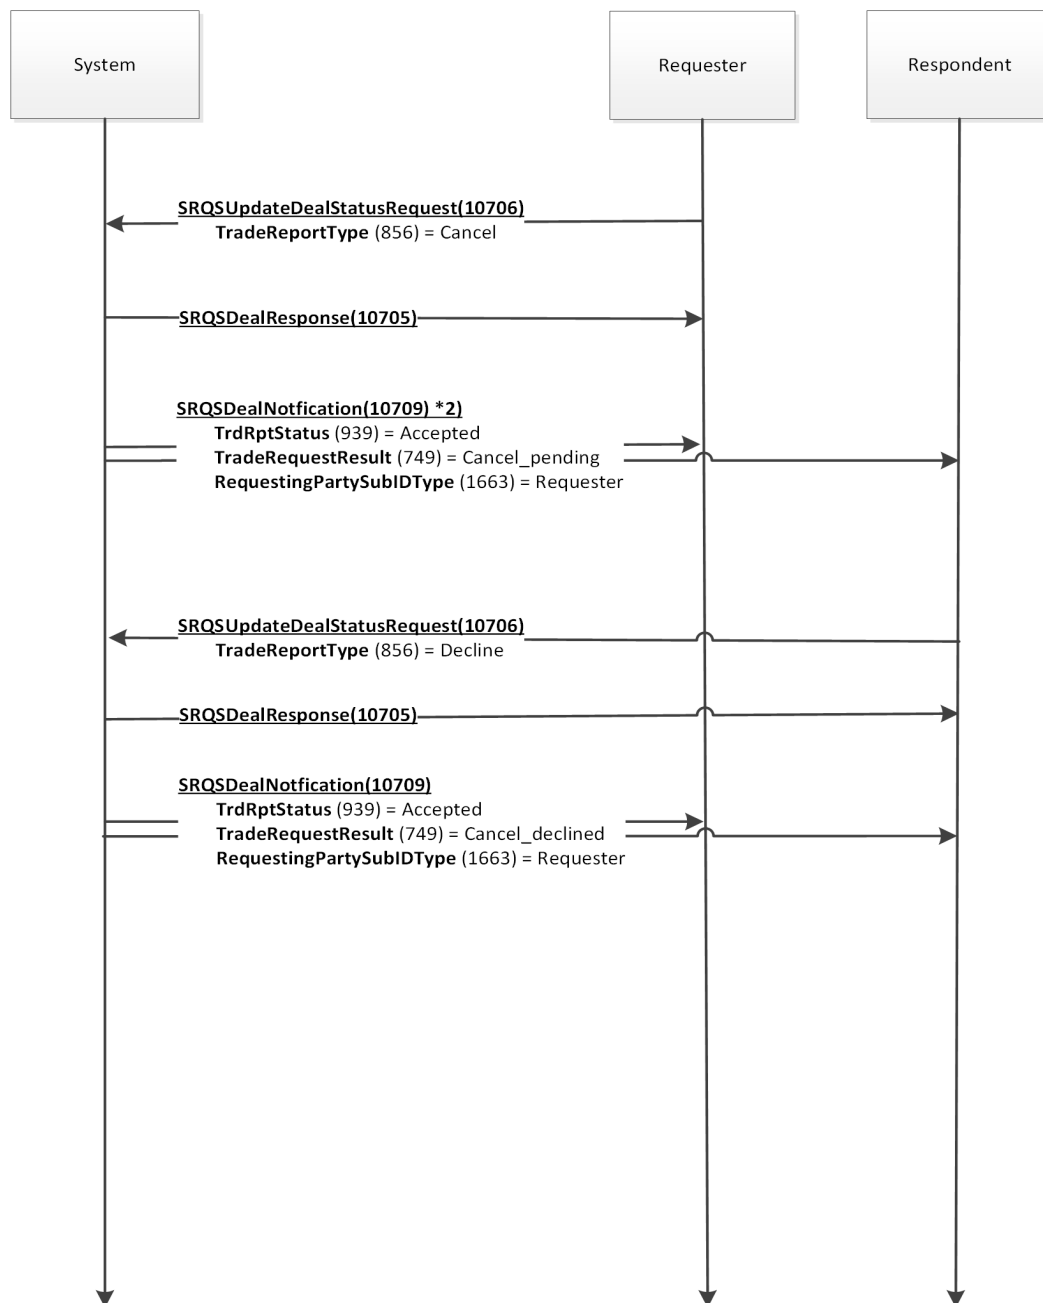 System
Requester
Respondent
SRQSUpdateDealStatusRequest(10706)
TradeReportType (856) = Cancel
SRQSDealResponse(10705)
SRQSDealNotfication(10709) *2)
TrdRptStatus (939) = Accepted
TradeRequestResult (749) = Cancel_pending
RequestingPartySubIDType (1663) = Requester
SRQSUpdateDealStatusRequest(10706)
TradeReportType (856) = Decline
SRQSDealResponse(10705)
SRQSDealNotfication(10709)
TrdRptStatus (939) = Accepted
TradeRequestResult (749) = Cancel_declined
RequestingPartySubIDType (1663) = Requester